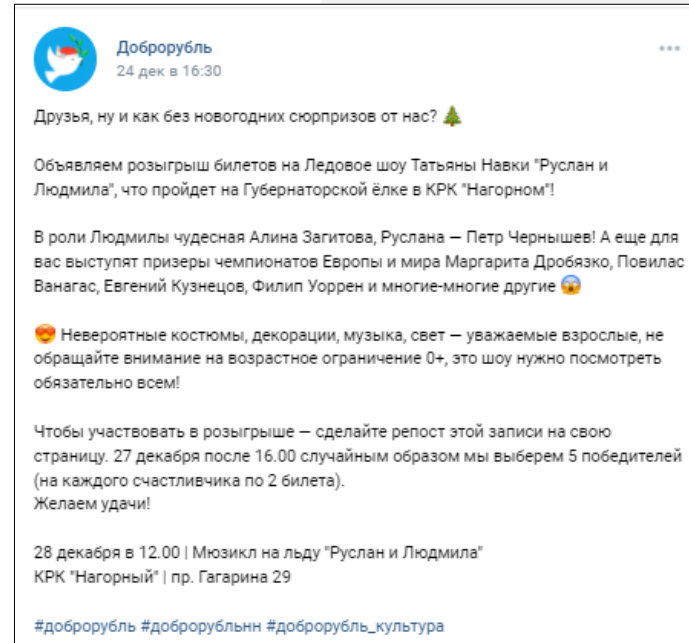 Доброрубль
24 дек в 16:30
Друзья, ну и как без новогодних сюрпризов от нас? 🎄
Объявляем розыгрыш билетов на Ледовое шоу Татьяны Навки "Руслан и
Людмила", что пройдет на Губернаторской ёлке в КРК "Нагорном"!
В роли Людмилы чудесная Алина Загитова, Руслана — Петр Чернышев! А еще для
вас выступят призеры чемпионатов Европы и мира Маргарита Дробязко, Повилас
Ванагас, Евгений Кузнецов, Филип Уоррен и многие-многие другие 😱
😍 Невероятные костюмы, декорации, музыка, свет — уважаемые взрослые, не
обращайте внимание на возрастное ограничение 0+, это шоу нужно посмотреть
обязательно всем!
Чтобы участвовать в розыгрыше — сделайте репост этой записи на свою
страницу. 27 декабря после 16.00 случайным образом мы выберем 5 победителей
(на каждого счастливчика по 2 билета).
Желаем удачи!
28 декабря в 12.00 | Мюзикл на льду "Руслан и Людмила"
КРК "Нагорный" | пр. Гагарина 29
#доброрубль #доброрубльнн #доброрубль_культура